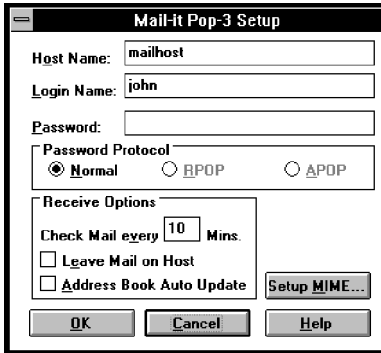 Mail-it Pop-3 Setup
Host Name: mailhost
Login Name: john
Password:
Password Protocol
Normal RPOP APOP
Receive Options
Check Mail every 10 Mins.
Leave Mail on Host
Address Book Auto Update
Setup MIME...
OK Cancel Help